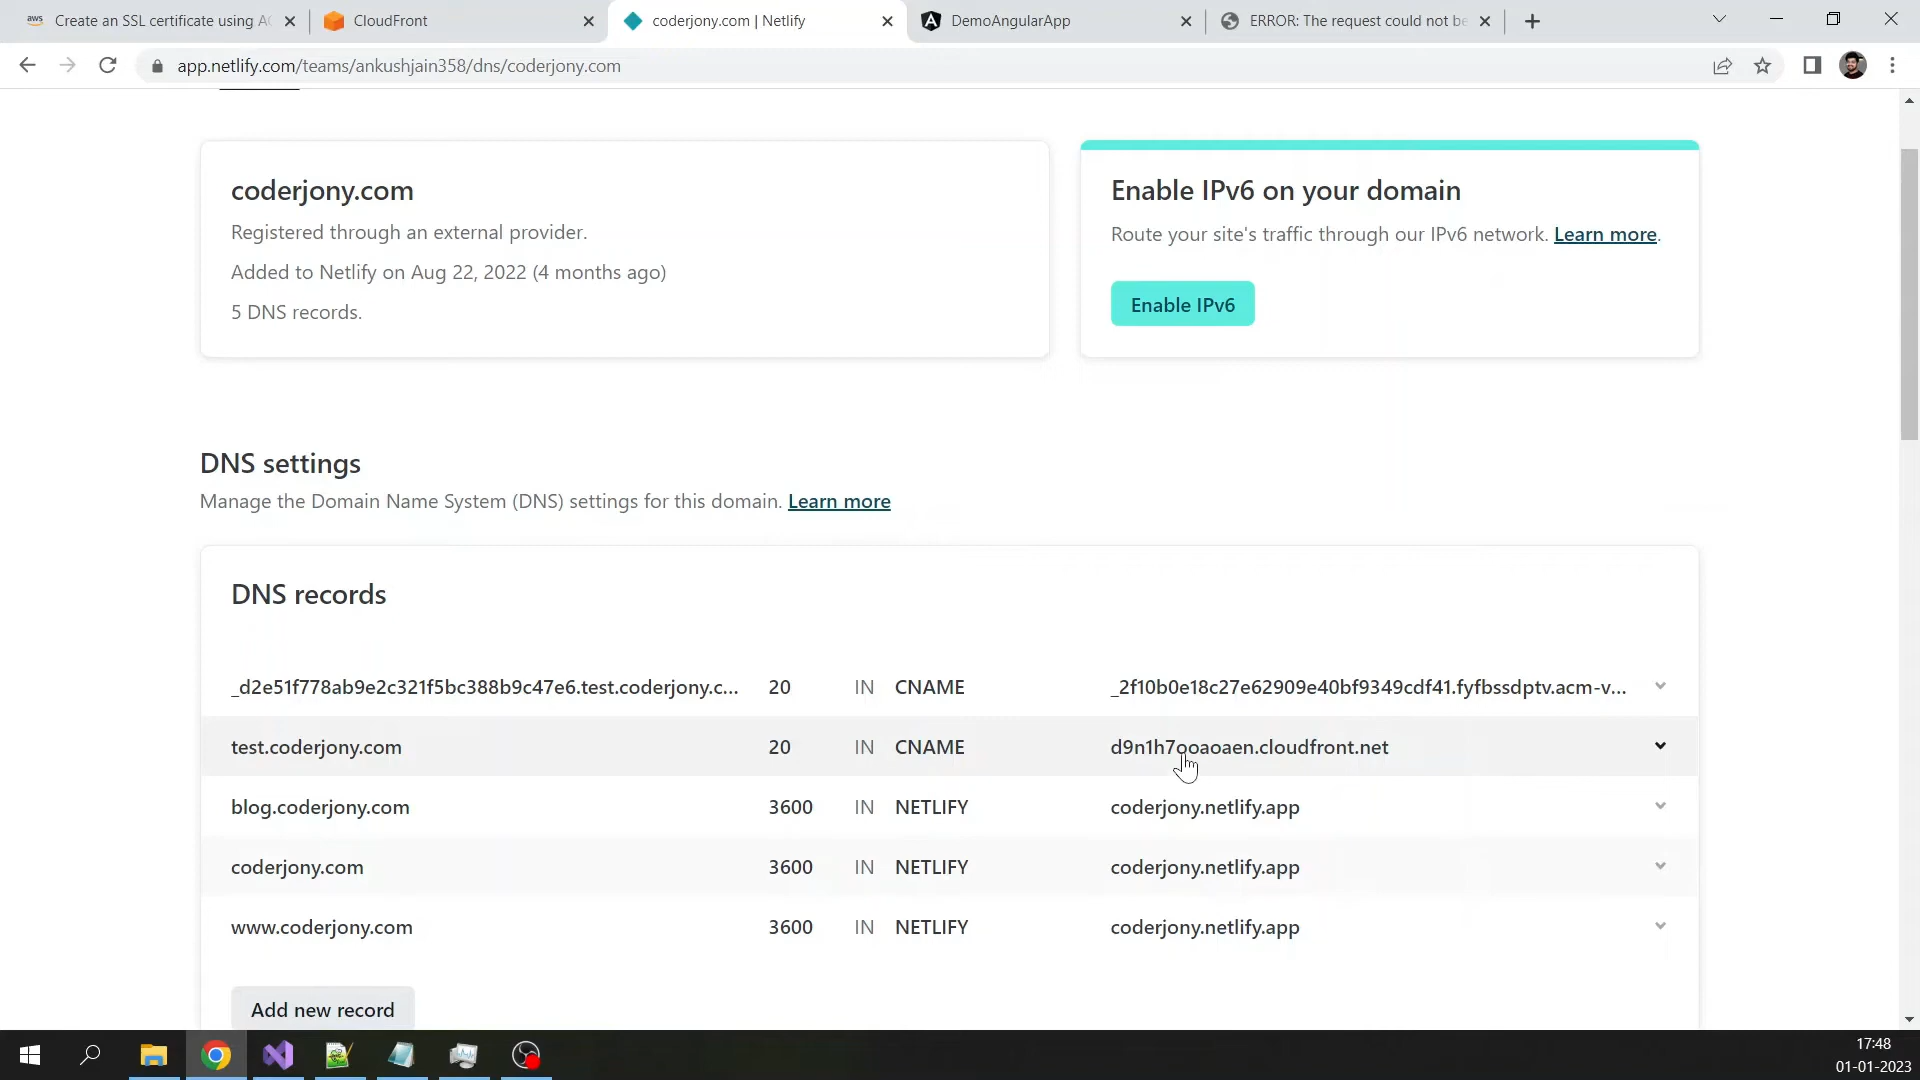 aws Create an SSL certificate using AC
CloudFront
coderjony.com | Netlify
DemoAngularApp
ERROR: The request could not be
app.netlify.com/teams/ankushjain358/dns/coderjony.com
coderjony.com
Registered through an external provider.
Added to Netlify on Aug 22, 2022 (4 months ago)
5 DNS records.
Enable IPv6 on your domain
Route your site's traffic through our IPv6 network. Learn more.
Enable IPv6
DNS settings
Manage the Domain Name System (DNS) settings for this domain. Learn more
DNS records
_d2e51f778ab9e2c321f5bc388b9c47e6.test.coderjony.c... 20 IN CNAME _2f10b0e18c27e62909e40bf9349cdf41.fyfbssdptv.acm-v...
test.coderjony.com 20 IN CNAME d9n1h7ooaoaen.cloudfront.net
blog.coderjony.com 3600 IN NETLIFY coderjony.netlify.app
coderjony.com 3600 IN NETLIFY coderjony.netlify.app
www.coderjony.com 3600 IN NETLIFY coderjony.netlify.app
Add new record
17:48
01-01-2023